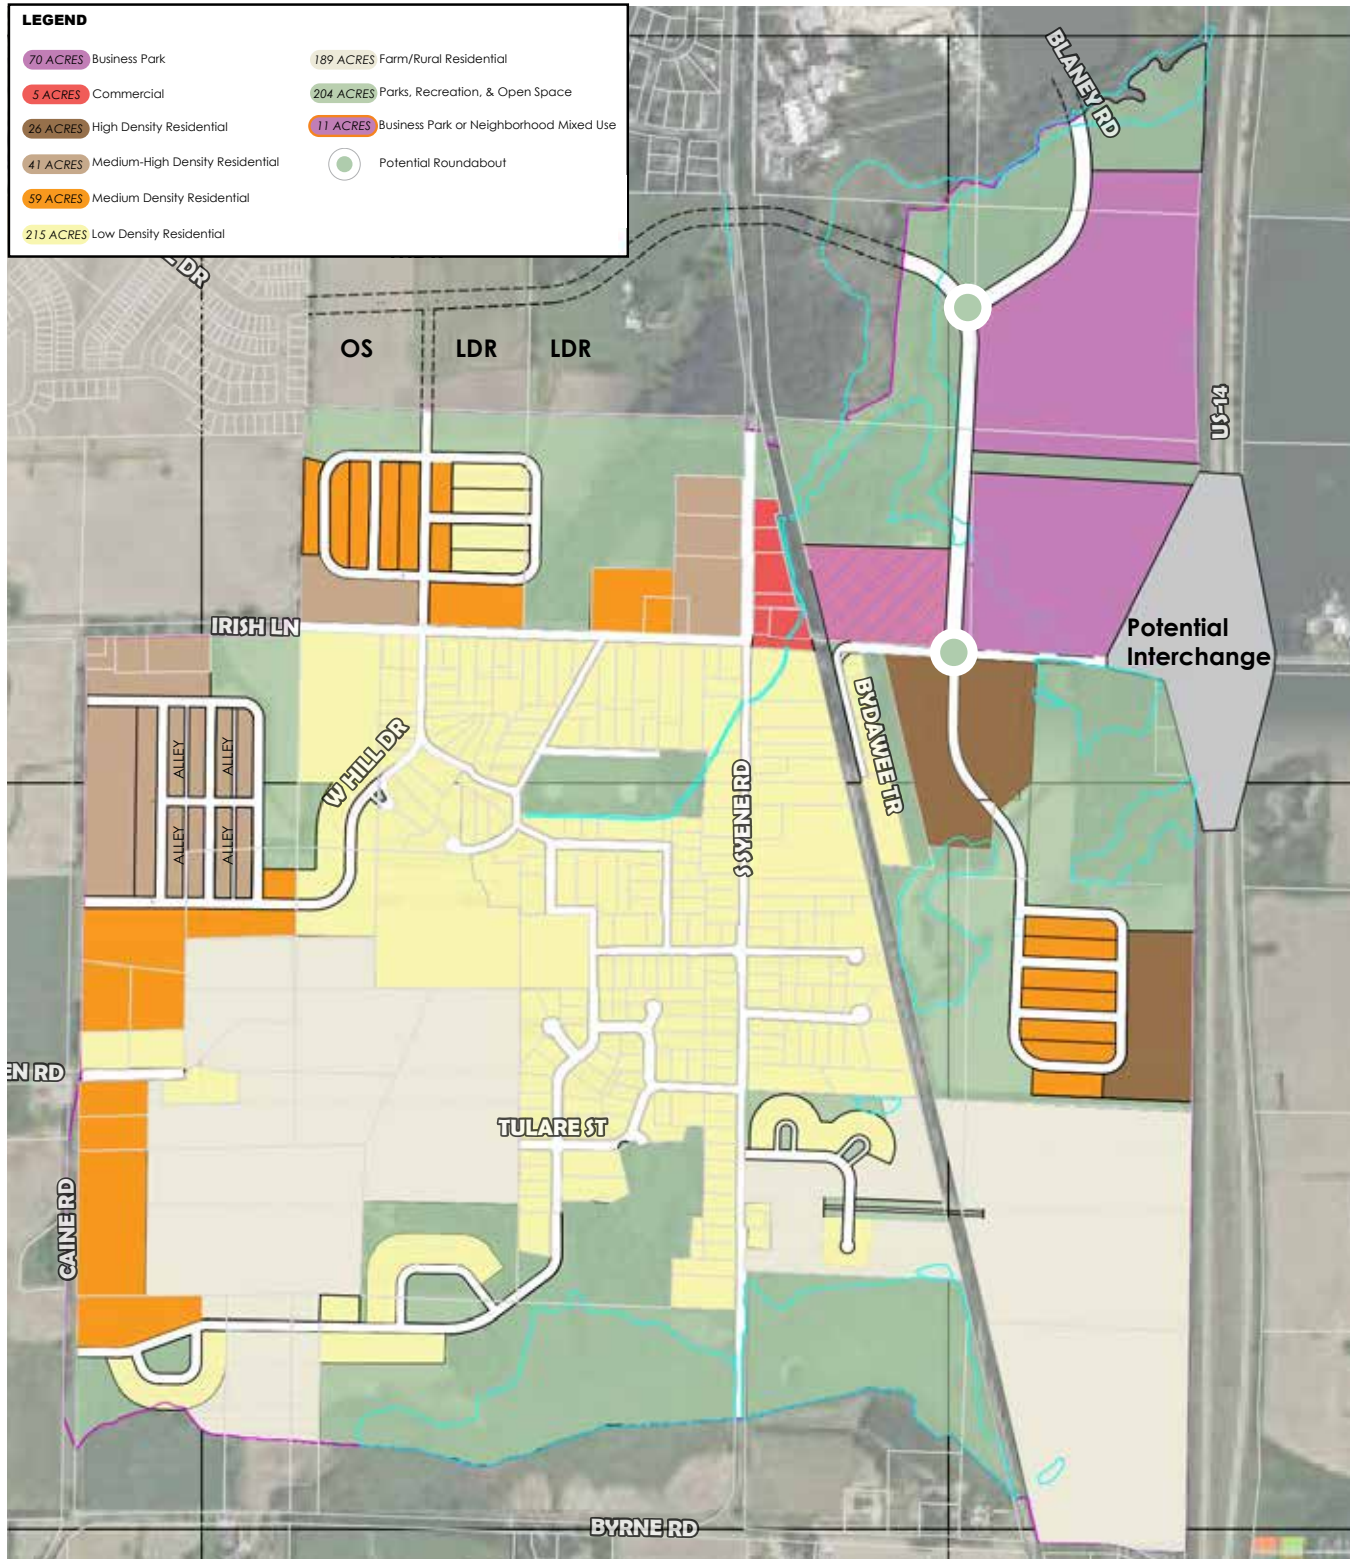 LEGEND
70 ACRES Business Park
5 ACRES Commercial
26 ACRES High Density Residential
41 ACRES Medium-High Density Residential
59 ACRES Medium Density Residential
215 ACRES Low Density Residential
189 ACRES Farm/Rural Residential
204 ACRES Parks, Recreation, & Open Space
11 ACRES Business Park or Neighborhood Mixed Use
Potential Roundabout
BLANEY RD
DR
OS
LDR
LDR
US-14
IRISH LN
Potential
Interchange
BYDAWEE TR
W HILL DR
ALLEY
ALLEY
ALLEY
ALLEY
S SYENE RD
EN RD
TULARE ST
CAINE RD
BYRNE RD